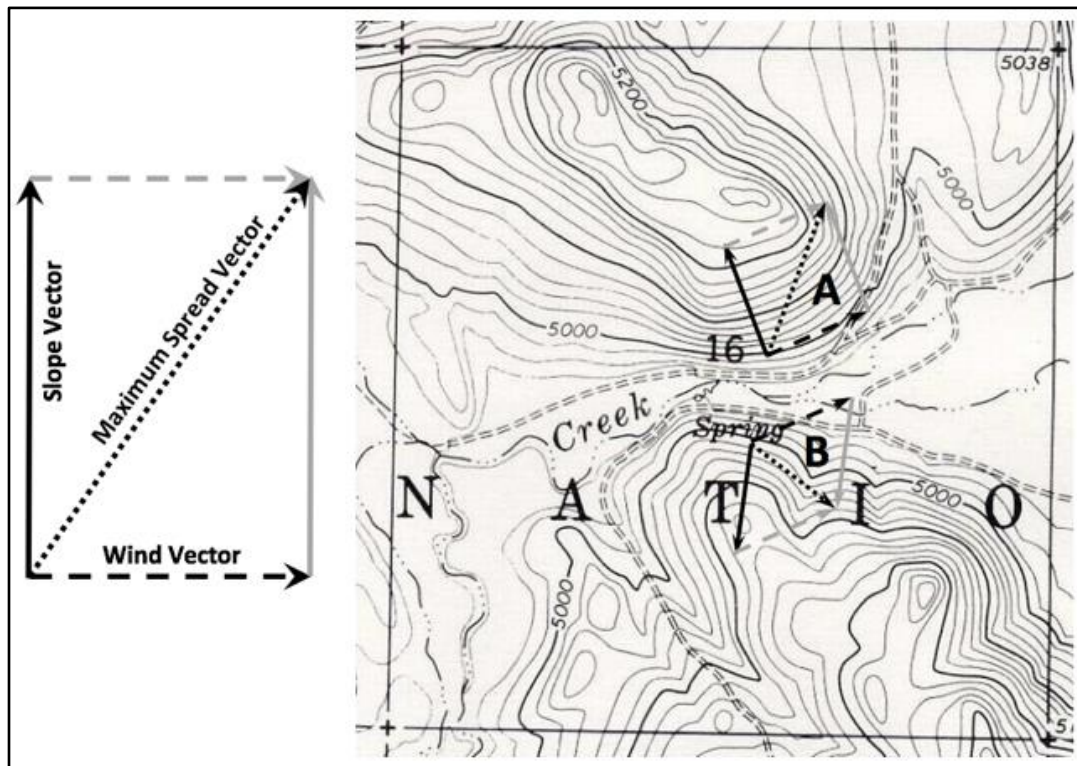 Slope Vector
Maximum Spread Vector
Wind Vector
5038
5200
5000
A
16
5000
Creek
Spring
B
N A T I O
5000
5000